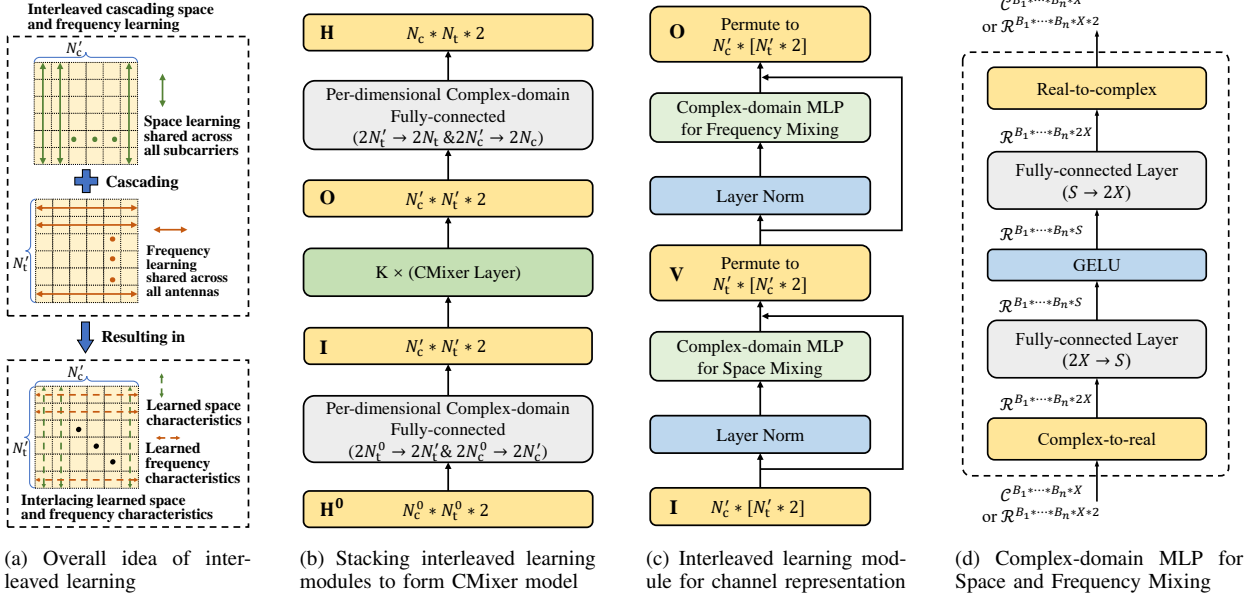 Interleaved cascading space
and frequency learning
N′c
Space learning
shared across
all subcarriers
Cascading
N′t
Frequency
learning
shared across
all antennas
Resulting in
N′c
N′t
Learned space
characteristics
Learned
frequency
characteristics
Interlacing learned space
and frequency characteristics
(a) Overall idea of inter-
leaved learning
H Nc ∗ Nt ∗ 2
Per-dimensional Complex-domain
Fully-connected
(2N′t → 2Nt &2N′c → 2Nc)
O N′c ∗ N′t ∗ 2
K × (CMixer Layer)
I N′c ∗ N′t ∗ 2
Per-dimensional Complex-domain
Fully-connected
(2N⁰t → 2N′t& 2N⁰c → 2N′c)
H⁰ N⁰c ∗ N⁰t ∗ 2
(b) Stacking interleaved learning
modules to form CMixer model
O Permute to
N′c ∗ [N′t ∗ 2]
Complex-domain MLP
for Frequency Mixing
Layer Norm
V Permute to
N′t ∗ [N′c ∗ 2]
Complex-domain MLP
for Space Mixing
Layer Norm
I N′c ∗ [N′t ∗ 2]
(c) Interleaved learning mod-
ule for channel representation
𝒞^{B₁∗⋯∗Bₙ∗X}
or ℛ^{B₁∗⋯∗Bₙ∗X∗2}
Real-to-complex
ℛ^{B₁∗⋯∗Bₙ∗2X}
Fully-connected Layer
(S → 2X)
ℛ^{B₁∗⋯∗Bₙ∗S}
GELU
ℛ^{B₁∗⋯∗Bₙ∗S}
Fully-connected Layer
(2X → S)
ℛ^{B₁∗⋯∗Bₙ∗2X}
Complex-to-real
𝒞^{B₁∗⋯∗Bₙ∗X}
or ℛ^{B₁∗⋯∗Bₙ∗X∗2}
(d) Complex-domain MLP for
Space and Frequency Mixing